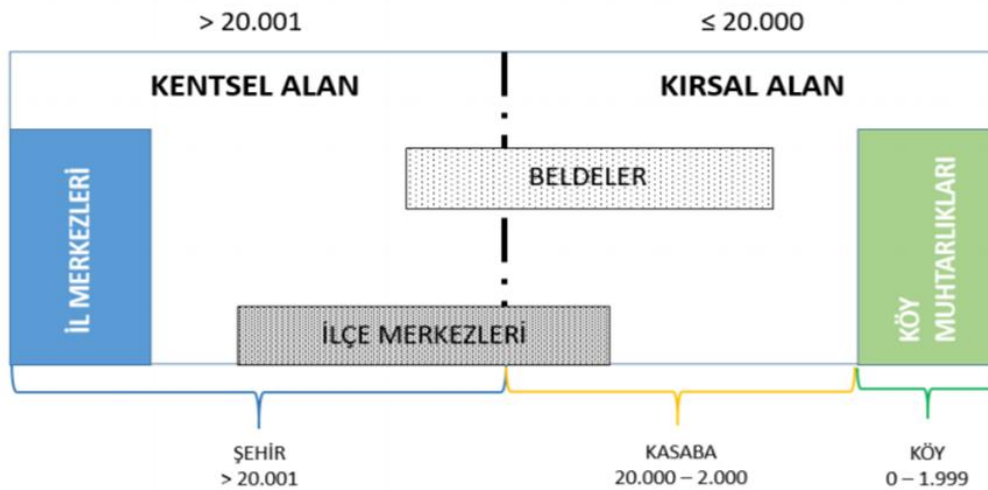 > 20.001
≤ 20.000
KENTSEL ALAN
KIRSAL ALAN
İL MERKEZLERİ
BELDELER
İLÇE MERKEZLERİ
KÖY
MUHTARLIKLARI
ŞEHİR
> 20.001
KASABA
20.000 – 2.000
KÖY
0 – 1.999